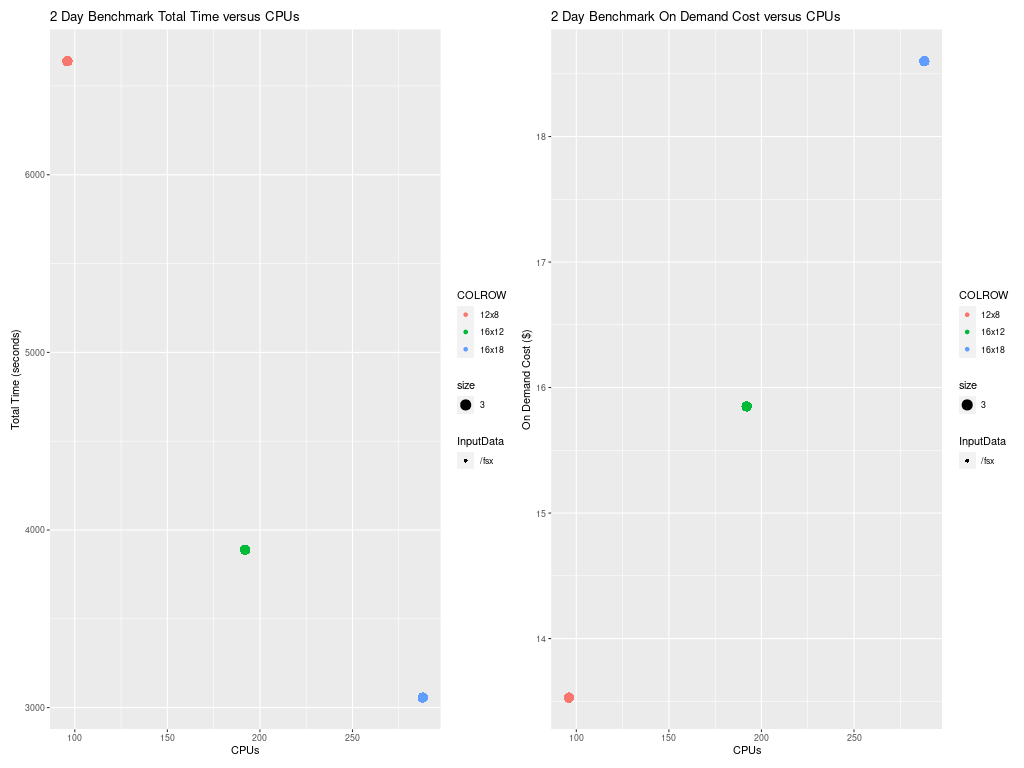 2 Day Benchmark Total Time versus CPUs
Total Time (seconds)
6000
5000
4000
3000
100
150
200
250
CPUs
COLROW
12x8
16x12
16x18
size
3
InputData
/fsx
2 Day Benchmark On Demand Cost versus CPUs
On Demand Cost ($)
18
17
16
15
14
100
150
200
250
CPUs
COLROW
12x8
16x12
16x18
size
3
InputData
/fsx